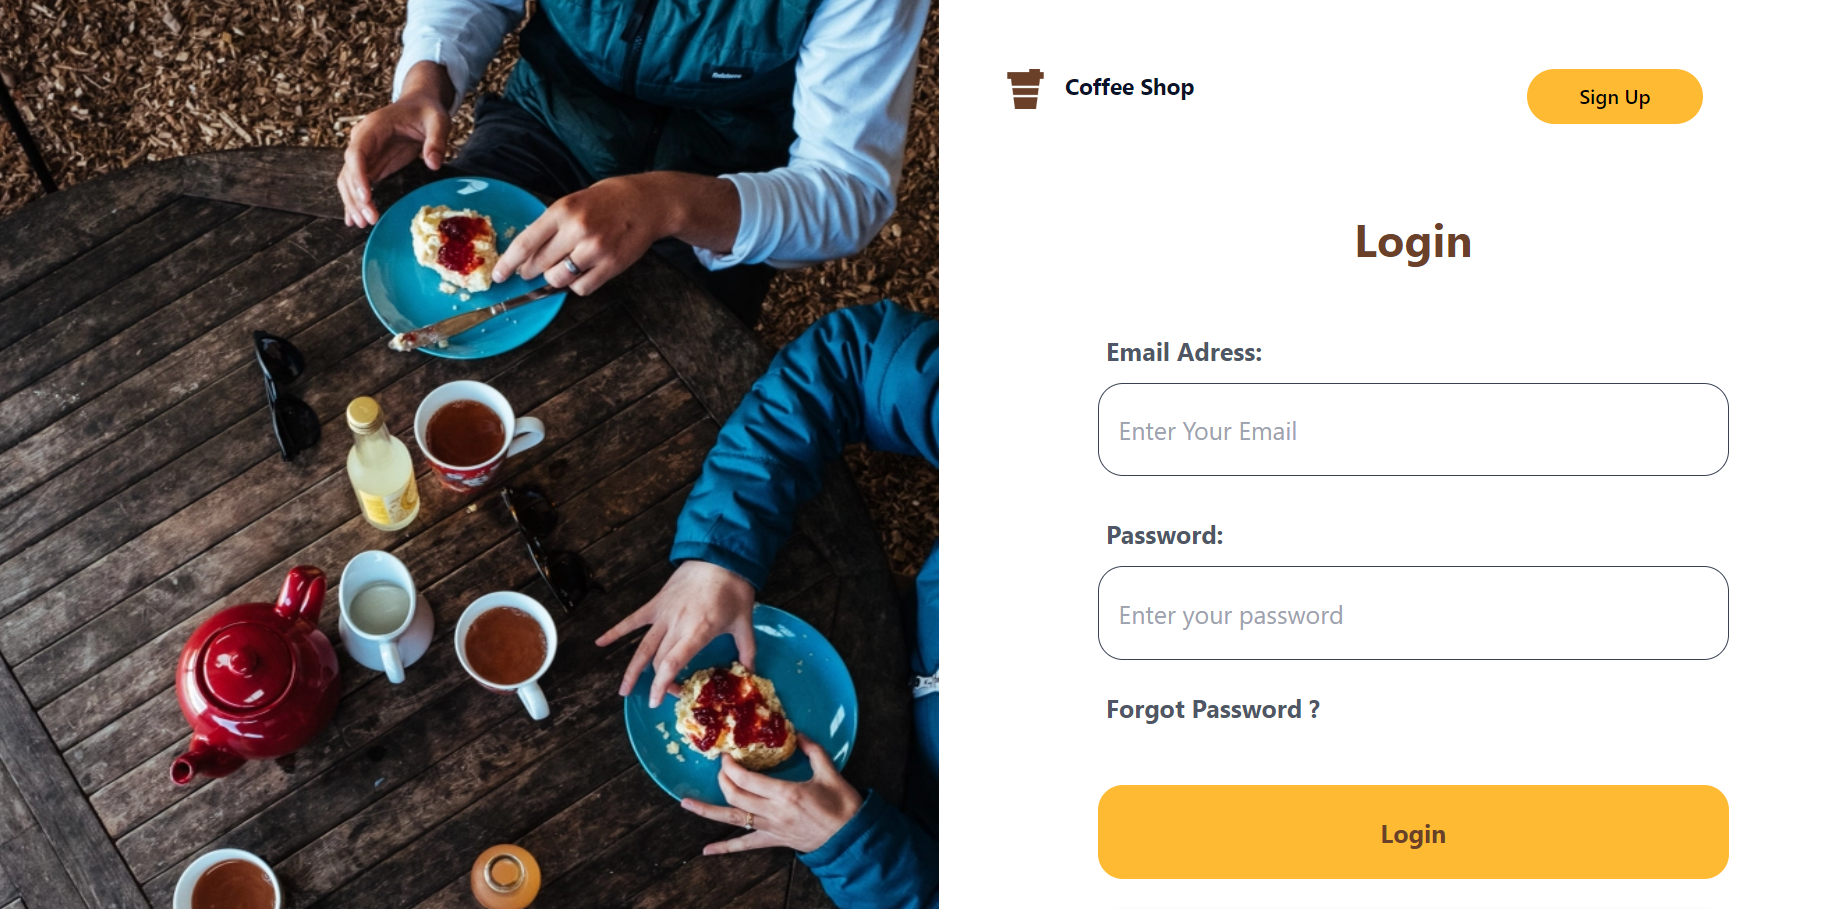 Coffee Shop
Sign Up
Login
Email Adress:
Enter Your Email
Password:
Enter your password
Forgot Password ?
Login